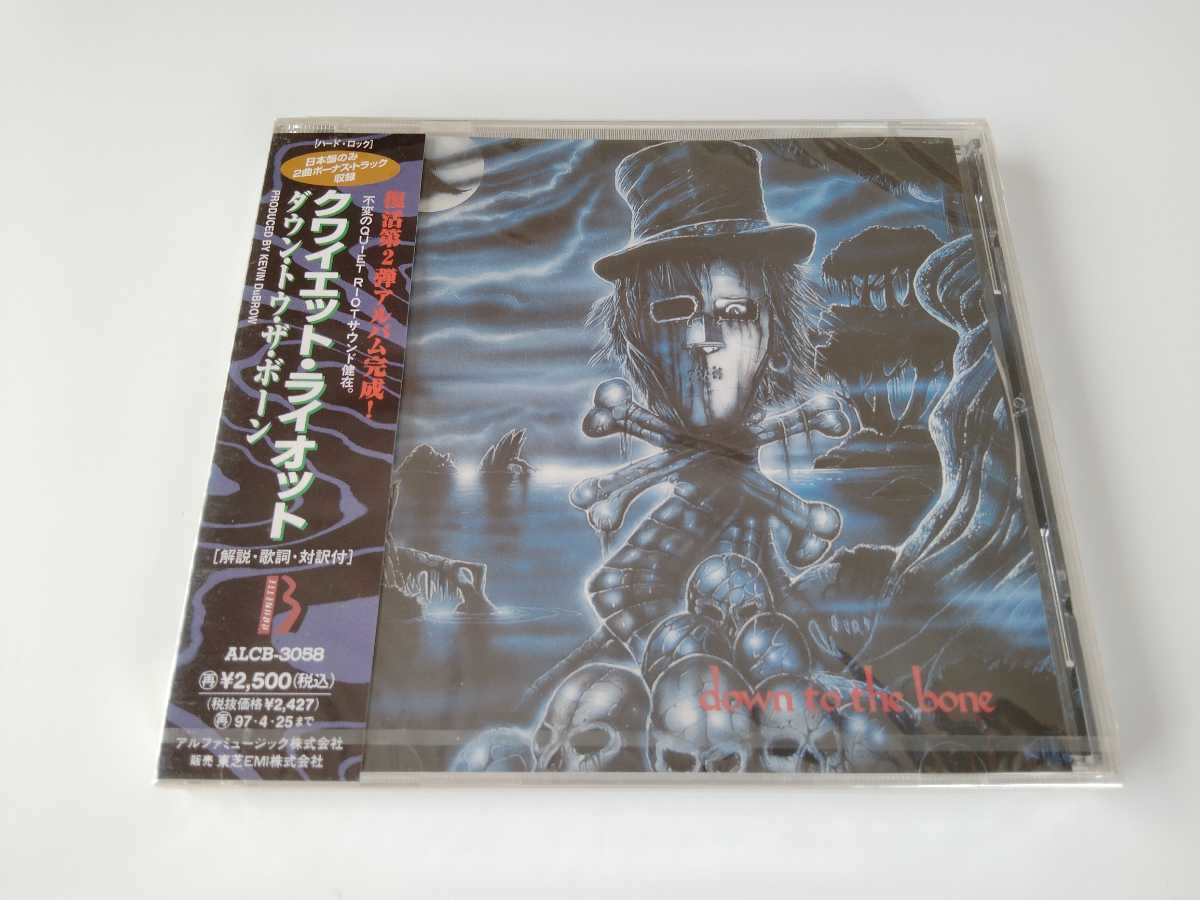 [ハード・ロック]
日本盤のみ
2曲ボーナス・トラック
収録
復活第2弾アルバム完成!
不変のQUIET RIOTサウンド健在。
クワイエット・ライオット
ダウン・トゥ・ザ・ボーン
PRODUCED BY KEVIN DuBROW
[解説・歌詞・対訳付]
ALCB-3058
再¥2,500(税込)
(税抜価格¥2,427)
再97・4・25まで
アルファミュージック株式会社
販売 東芝EMI株式会社
down to the bone